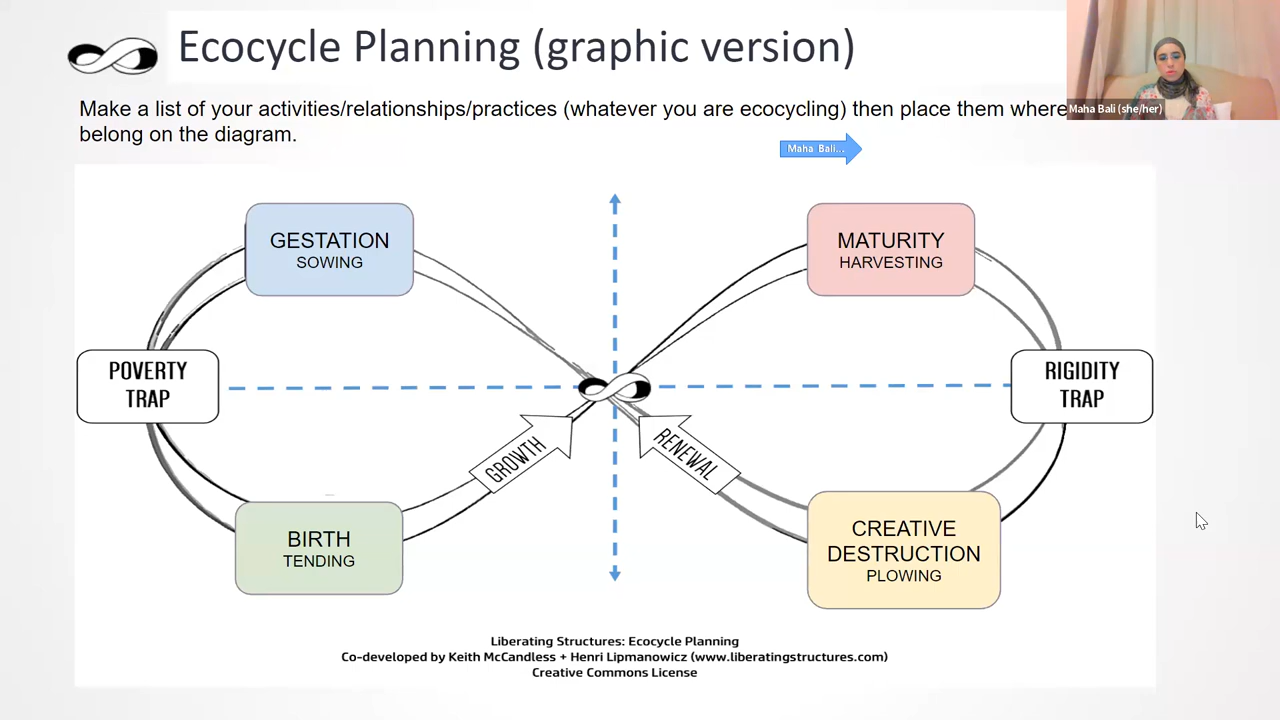 Ecocycle Planning (graphic version)
Maha Bali (she/her)
Make a list of your activities/relationships/practices (whatever you are ecocycling) then place them where
belong on the diagram.
Maha Bali...
GESTATION
SOWING
MATURITY
HARVESTING
POVERTY
TRAP
RIGIDITY
TRAP
GROWTH
RENEWAL
BIRTH
TENDING
CREATIVE
DESTRUCTION
PLOWING
Liberating Structures: Ecocycle Planning
Co-developed by Keith McCandless + Henri Lipmanowicz (www.liberatingstructures.com)
Creative Commons License